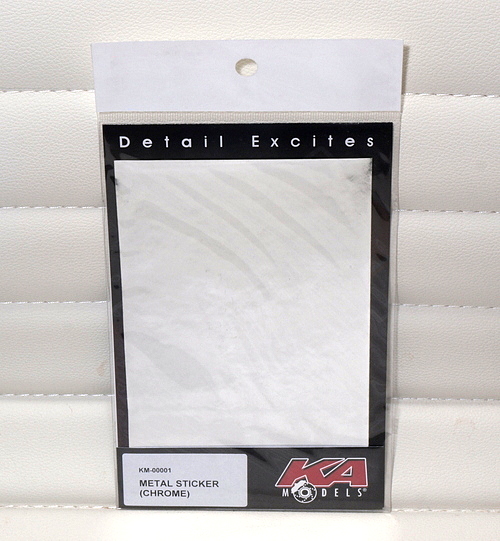 Detail Excites
KM-00001
METAL STICKER
(CHROME)
KA
MODELS®